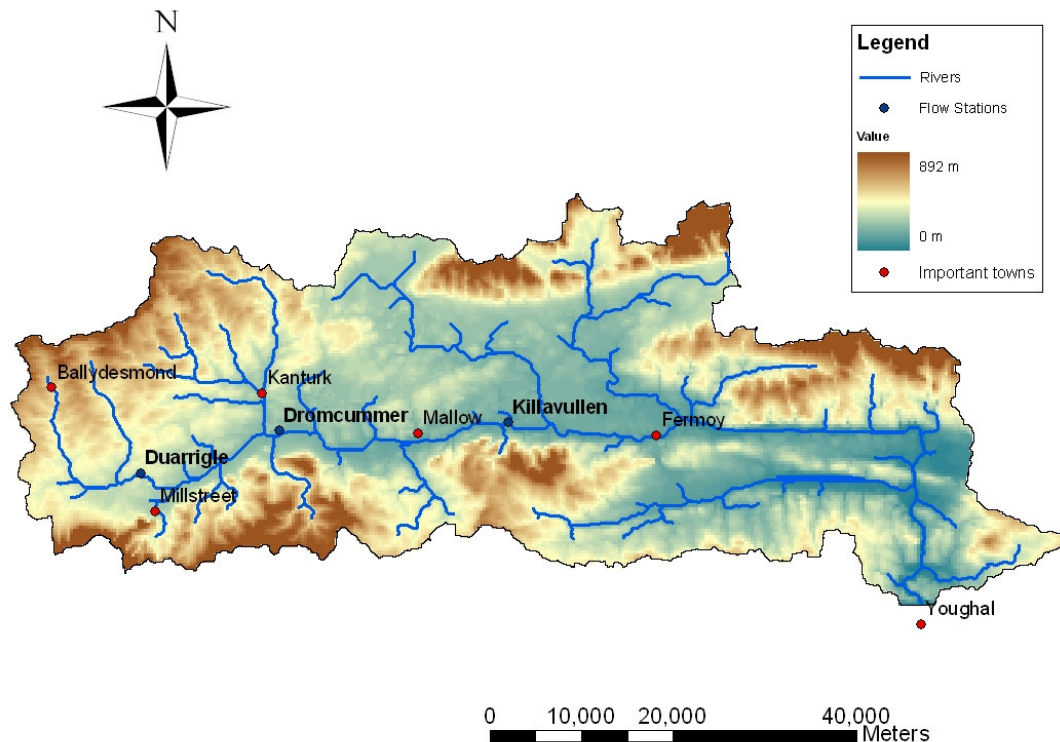 N
Legend
Rivers
Flow Stations
Value
892 m
0 m
Important towns
Ballydesmond
Kanturk
Dromcummer
Mallow
Killavullen
Fermoy
Duarrigle
Millstreet
Youghal
0 10,000 20,000 40,000
Meters